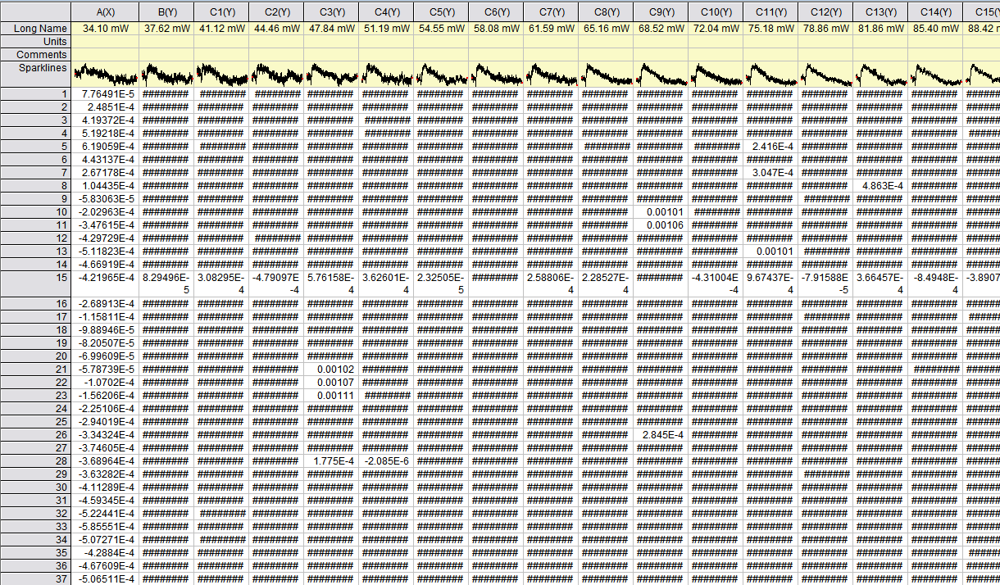 A(X) B(Y) C1(Y) C2(Y) C3(Y) C4(Y) C5(Y) C6(Y) C7(Y) C8(Y) C9(Y) C10(Y) C11(Y) C12(Y) C13(Y) C14(Y) C15(Y
Long Name 34.10 mW 37.62 mW 41.12 mW 44.46 mW 47.84 mW 51.19 mW 54.55 mW 58.08 mW 61.59 mW 65.16 mW 68.52 mW 72.04 mW 75.18 mW 78.86 mW 81.86 mW 85.40 mW 88.42 m
Units
Comments
Sparklines
1 7.76491E-5 ######## ######## ######## ######## ######## ######## ######## ######## ######## ######## ######## ######## ######## ######## ######## #####
2 2.4851E-4 ######## ######## ######## ######## ######## ######## ######## ######## ######## ######## ######## ######## ######## ######## ######## #####
3 4.19372E-4 ######## ######## ######## ######## ######## ######## ######## ######## ######## ######## ######## ######## ######## ######## ######## #####
4 5.19218E-4 ######## ######## ######## ######## ######## ######## ######## ######## ######## ######## ######## ######## ######## ######## ######## #####
5 6.19059E-4 ######## ######## ######## ######## ######## ######## ######## ######## ######## ######## ######## 2.416E-4 ######## ######## ######## #####
6 4.43137E-4 ######## ######## ######## ######## ######## ######## ######## ######## ######## ######## ######## ######## ######## ######## ######## #####
7 2.67178E-4 ######## ######## ######## ######## ######## ######## ######## ######## ######## ######## ######## 3.047E-4 ######## ######## ######## #####
8 1.04435E-4 ######## ######## ######## ######## ######## ######## ######## ######## ######## ######## ######## ######## ######## 4.863E-4 ######## #####
9 -5.83063E-5 ######## ######## ######## ######## ######## ######## ######## ######## ######## ######## ######## ######## ######## ######## ######## #####
10 -2.02963E-4 ######## ######## ######## ######## ######## ######## ######## ######## ######## 0.00101 ######## ######## ######## ######## ######## #####
11 -3.47615E-4 ######## ######## ######## ######## ######## ######## ######## ######## ######## 0.00106 ######## ######## ######## ######## ######## #####
12 -4.29729E-4 ######## ######## ######## ######## ######## ######## ######## ######## ######## ######## ######## ######## ######## ######## ######## #####
13 -5.11823E-4 ######## ######## ######## ######## ######## ######## ######## ######## ######## ######## ######## 0.00101 ######## ######## ######## #####
14 -4.66919E-4 ######## ######## ######## ######## ######## ######## ######## ######## ######## ######## ######## ######## ######## ######## ######## #####
15 -4.21965E-4 8.29496E- 3.08295E- -4.79097E 5.76158E- 3.62601E- 2.32505E- ######## 2.58806E- 2.28527E- ######## -4.31004E 9.67437E- -7.91588E 3.66457E- -8.4948E- -3.8907
5 4 -4 4 4 5 4 4 -4 4 -5 4 4
16 -2.68913E-4 ######## ######## ######## ######## ######## ######## ######## ######## ######## ######## ######## ######## ######## ######## ######## #####
17 -1.15811E-4 ######## ######## ######## ######## ######## ######## ######## ######## ######## ######## ######## ######## ######## ######## ######## #####
18 -9.88946E-5 ######## ######## ######## ######## ######## ######## ######## ######## ######## ######## ######## ######## ######## ######## ######## #####
19 -8.20507E-5 ######## ######## ######## ######## ######## ######## ######## ######## ######## ######## ######## ######## ######## ######## ######## #####
20 -6.99609E-5 ######## ######## ######## ######## ######## ######## ######## ######## ######## ######## ######## ######## ######## ######## ######## #####
21 -5.78739E-5 ######## ######## ######## 0.00102 ######## ######## ######## ######## ######## ######## ######## ######## ######## ######## ######## #####
22 -1.0702E-4 ######## ######## ######## 0.00107 ######## ######## ######## ######## ######## ######## ######## ######## ######## ######## ######## #####
23 -1.56206E-4 ######## ######## ######## 0.00111 ######## ######## ######## ######## ######## ######## ######## ######## ######## ######## ######## #####
24 -2.25106E-4 ######## ######## ######## ######## ######## ######## ######## ######## ######## ######## ######## ######## ######## ######## ######## #####
25 -2.94019E-4 ######## ######## ######## ######## ######## ######## ######## ######## ######## ######## ######## ######## ######## ######## ######## #####
26 -3.34324E-4 ######## ######## ######## ######## ######## ######## ######## ######## ######## 2.845E-4 ######## ######## ######## ######## ######## #####
27 -3.74605E-4 ######## ######## ######## ######## ######## ######## ######## ######## ######## ######## ######## ######## ######## ######## ######## #####
28 -3.68964E-4 ######## ######## ######## 1.775E-4 -2.085E-6 ######## ######## ######## ######## ######## ######## ######## ######## ######## ######## #####
29 -3.63282E-4 ######## ######## ######## ######## ######## ######## ######## ######## ######## ######## ######## ######## ######## ######## ######## #####
30 -4.11289E-4 ######## ######## ######## ######## ######## ######## ######## ######## ######## ######## ######## ######## ######## ######## ######## #####
31 -4.59345E-4 ######## ######## ######## ######## ######## ######## ######## ######## ######## ######## ######## ######## ######## ######## ######## #####
32 -5.22441E-4 ######## ######## ######## ######## ######## ######## ######## ######## ######## ######## ######## ######## ######## ######## ######## #####
33 -5.85551E-4 ######## ######## ######## ######## ######## ######## ######## ######## ######## ######## ######## ######## ######## ######## ######## #####
34 -5.07271E-4 ######## ######## ######## ######## ######## ######## ######## ######## ######## ######## ######## ######## ######## ######## ######## #####
35 -4.2884E-4 ######## ######## ######## ######## ######## ######## ######## ######## ######## ######## ######## ######## ######## ######## ######## #####
36 -4.67609E-4 ######## ######## ######## ######## ######## ######## ######## ######## ######## ######## ######## ######## ######## ######## ######## #####
37 -5.06511E-4 ######## ######## ######## ######## ######## ######## ######## ######## ######## ######## ######## ######## ######## ######## ######## #####